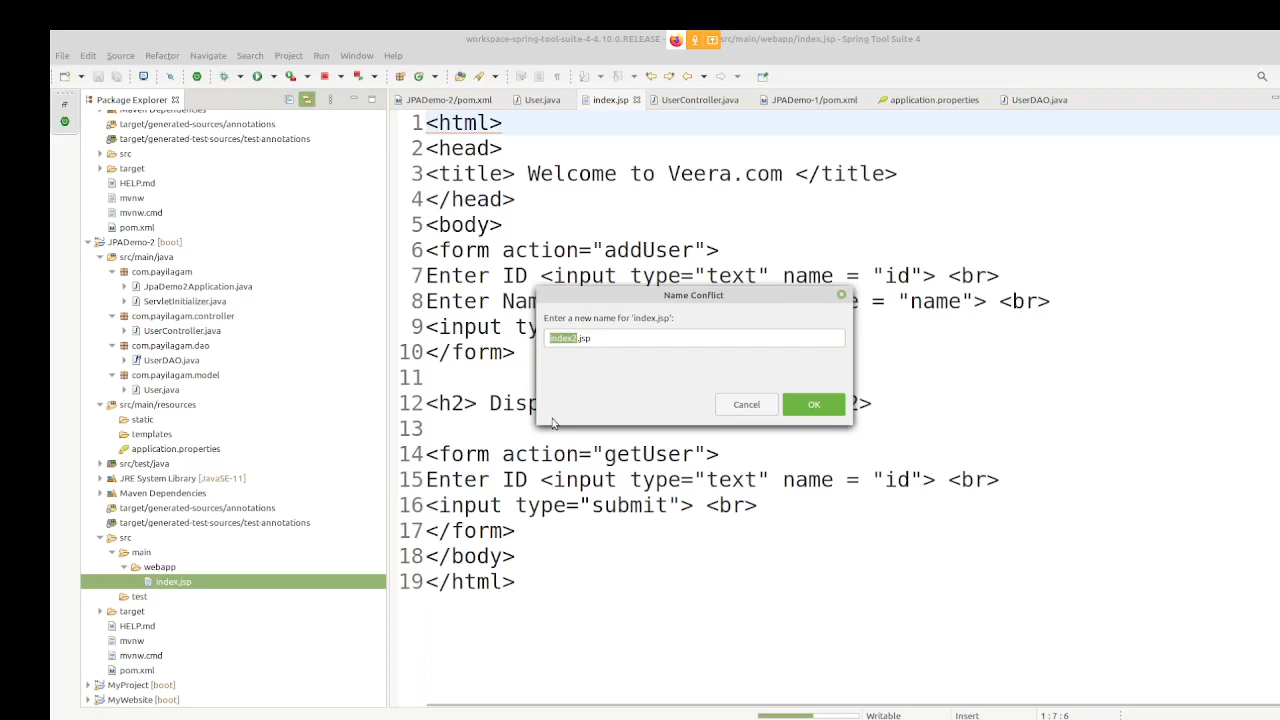 workspace-spring-tool-suite-4-4.10.0.RELEASE - src/main/webapp/index.jsp - Spring Tool Suite 4
File Edit Source Refactor Navigate Search Project Run Window Help
Package Explorer
JPADemo-2/pom.xml User.java index.jsp UserController.java JPADemo-1/pom.xml application.properties UserDAO.java
target/generated-sources/annotations
target/generated-test-sources/test-annotations
src
target
HELP.md
mvnw
mvnw.cmd
pom.xml
JPADemo-2 [boot]
src/main/java
com.payilagam
JpaDemo2Application.java
ServletInitializer.java
com.payilagam.controller
UserController.java
com.payilagam.dao
UserDAO.java
com.payilagam.model
User.java
src/main/resources
static
templates
application.properties
src/test/java
JRE System Library [JavaSE-11]
Maven Dependencies
target/generated-sources/annotations
target/generated-test-sources/test-annotations
src
main
webapp
index.jsp
test
target
HELP.md
mvnw
mvnw.cmd
pom.xml
MyProject [boot]
MyWebsite [boot]
1 <html>
2 <head>
3 <title> Welcome to Veera.com </title>
4 </head>
5 <body>
6 <form action="addUser">
7 Enter ID <input type="text" name = "id"> <br>
8 Enter = "name"> <br>
9 <input
10 </form>
11
12 <h2>
13
14 <form action="getUser">
15 Enter ID <input type="text" name = "id"> <br>
16 <input type="submit"> <br>
17 </form>
18 </body>
19 </html>
Name Conflict
Enter a new name for 'index.jsp':
index2.jsp
Cancel OK
Writable Insert 1 : 7 : 6